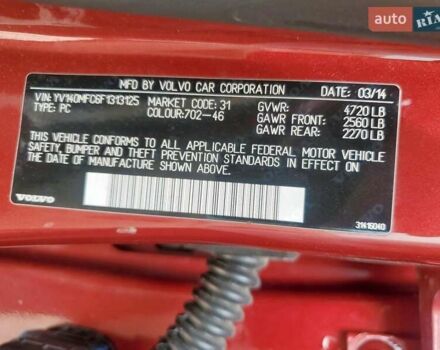 auto RIA.com
MFD BY VOLVO CAR CORPORATION DATE: 03/14
VIN: YV140MFC6F1313125 MARKET CODE: 31 GVWR: 4720 LB
TYPE: PC COLOUR:702-46 GAWR FRONT: 2560 LB
GAWR REAR: 2270 LB
THIS VEHICLE CONFORMS TO ALL APPLICABLE FEDERAL MOTOR VEHICLE
SAFETY, BUMPER AND THEFT PREVENTION STANDARDS IN EFFECT ON
THE DATE OF MANUFACTURE SHOWN ABOVE.
VOLVO
31415040